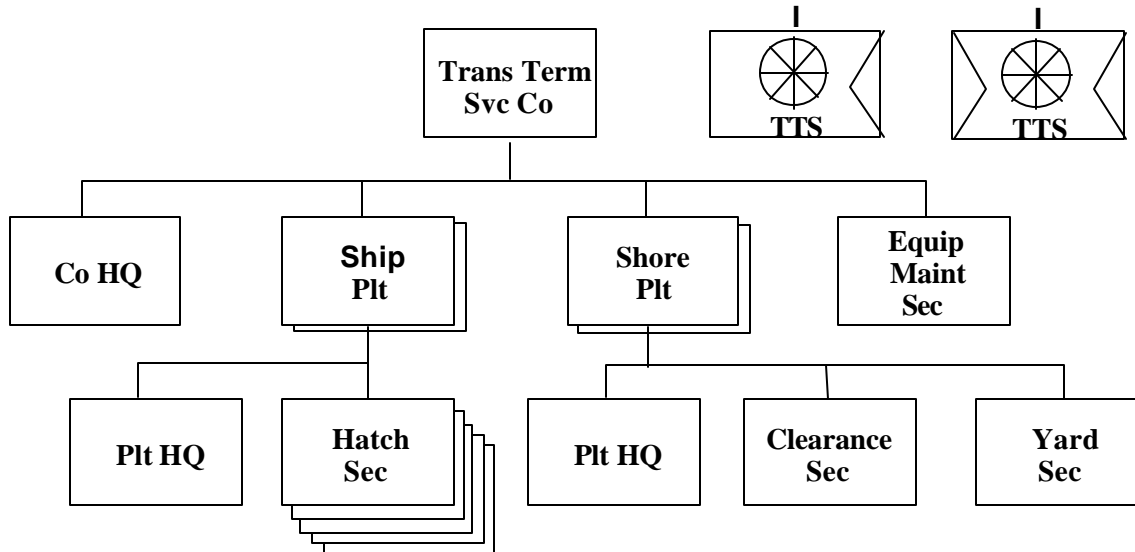 I
I
Trans Term
Svc Co
TTS
TTS
Co HQ
Ship
Plt
Shore
Plt
Equip
Maint
Sec
Plt HQ
Hatch
Sec
Plt HQ
Clearance
Sec
Yard
Sec